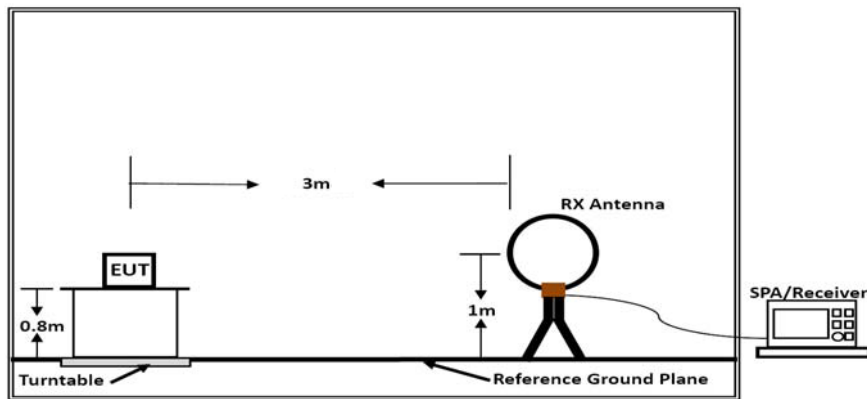 3m
RX Antenna
EUT
SPA/Receiver
0.8m
1m
Turntable
Reference Ground Plane